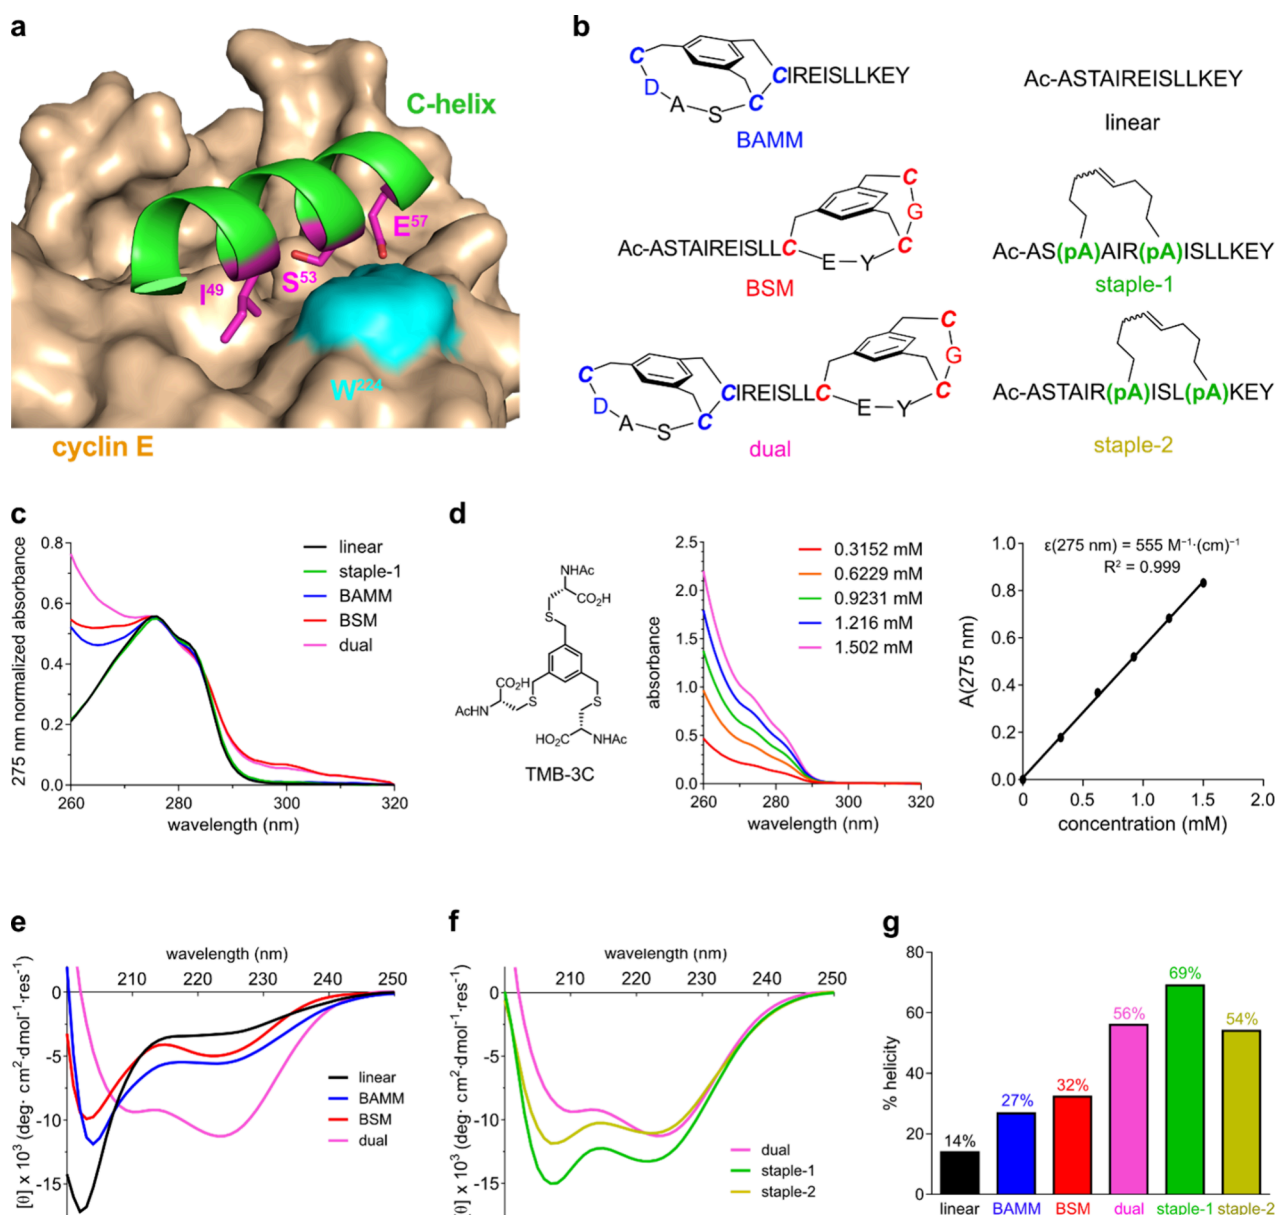 a
C-helix
E57
S53
I49
W224
cyclin E
b
C
D
A
S
C
CIREISLLKEY
BAMM
Ac-ASTAIREISLLKEY
linear
Ac-ASTAIREISLLC
E
Y
C
G
C
BSM
Ac-AS(pA)AIR(pA)ISLLKEY
staple-1
C
D
A
S
C
CIREISLLC
E
Y
C
G
C
dual
Ac-ASTAIR(pA)ISL(pA)KEY
staple-2
c
275 nm normalized absorbance
0.8
0.6
0.4
0.2
0.0
260
280
300
320
wavelength (nm)
linear
staple-1
BAMM
BSM
dual
d
NHAc
CO2H
S
CO2H
AcHN
S
S
HO2C
NHAc
TMB-3C
absorbance
2.5
2.0
1.5
1.0
0.5
0.0
260
280
300
320
wavelength (nm)
0.3152 mM
0.6229 mM
0.9231 mM
1.216 mM
1.502 mM
ε(275 nm) = 555 M−1·(cm)−1
R2 = 0.999
A(275 nm)
1.0
0.8
0.6
0.4
0.2
0.0
0
0.5
1.0
1.5
2.0
concentration (mM)
e
wavelength (nm)
210
220
230
240
250
[θ] x 103 (deg· cm2·dmol-1·res-1)
0
-5
-10
-15
linear
BAMM
BSM
dual
f
wavelength (nm)
210
220
230
240
250
[θ] x 103 (deg· cm2·dmol-1·res-1)
0
-5
-10
-15
dual
staple-1
staple-2
g
% helicity
80
60
40
20
0
14%
27%
32%
56%
69%
54%
linear
BAMM
BSM
dual
staple-1
staple-2